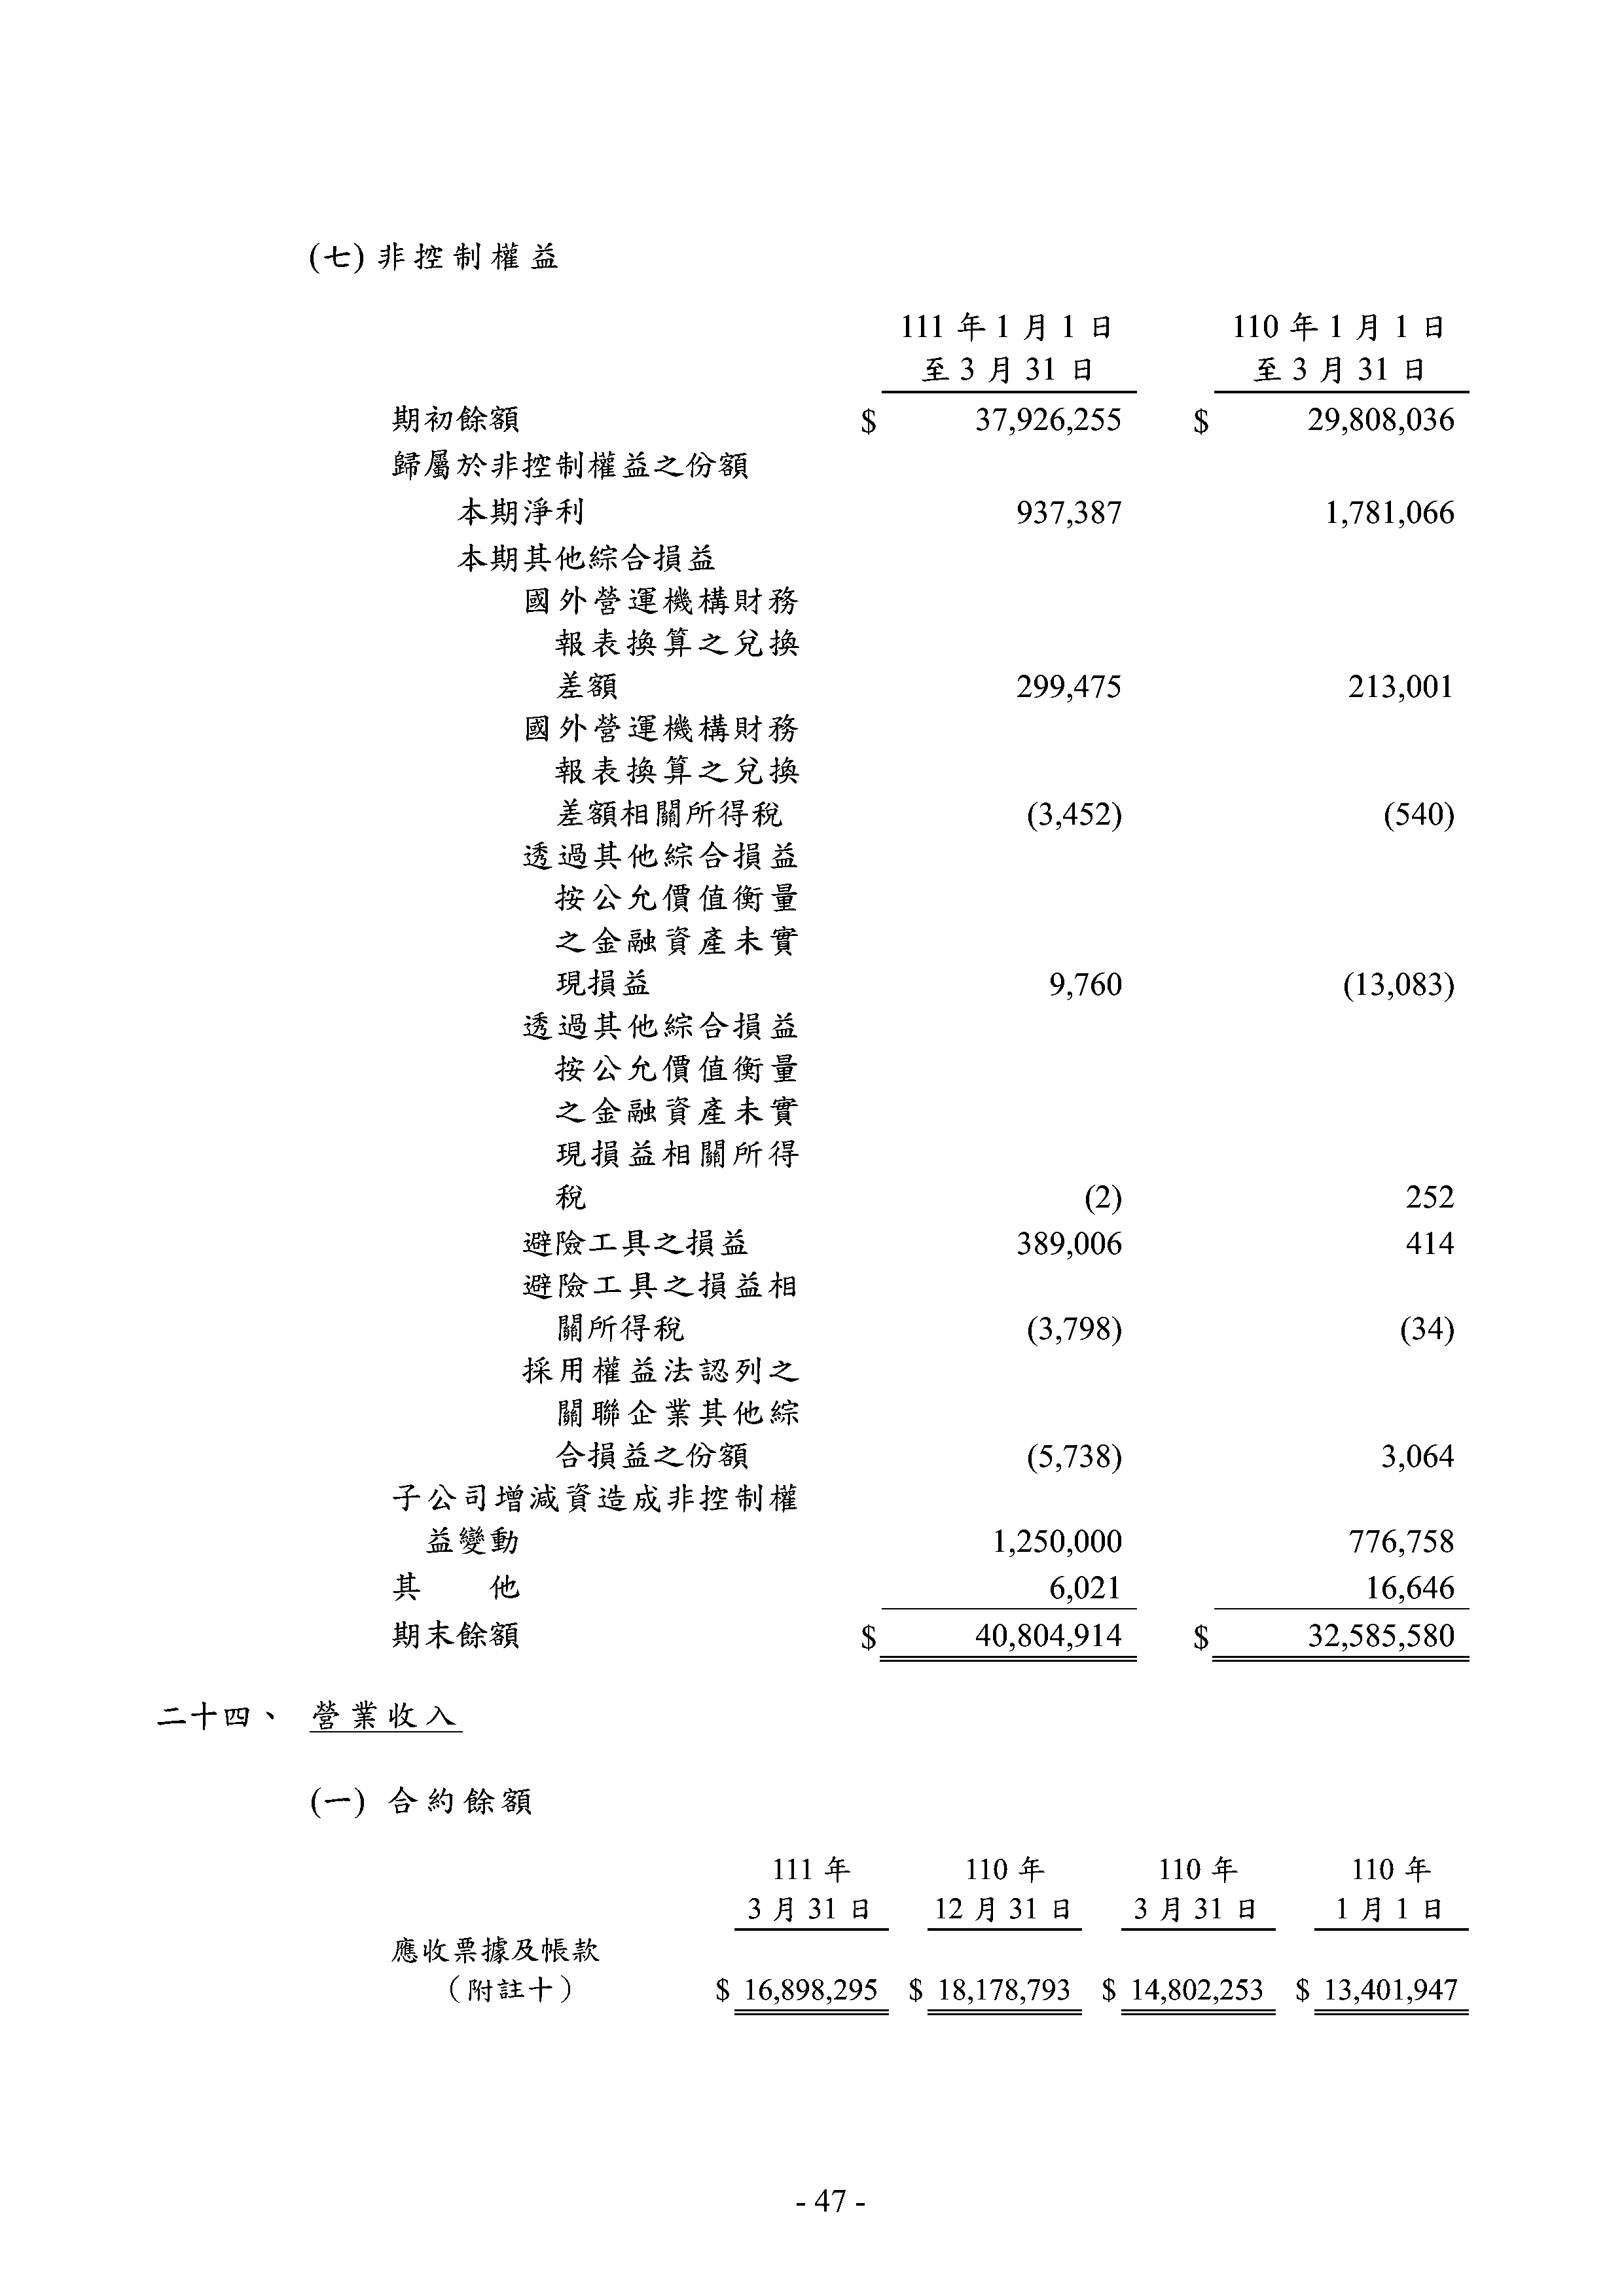 (七) 非控制權益
111 年 1 月 1 日 110 年 1 月 1 日
至 3 月 31 日 至 3 月 31 日
期初餘額 $ 37,926,255 $ 29,808,036
歸屬於非控制權益之份額
本期淨利 937,387 1,781,066
本期其他綜合損益
國外營運機構財務
報表換算之兌換
差額 299,475 213,001
國外營運機構財務
報表換算之兌換
差額相關所得稅 (3,452) (540)
透過其他綜合損益
按公允價值衡量
之金融資產未實
現損益 9,760 (13,083)
透過其他綜合損益
按公允價值衡量
之金融資產未實
現損益相關所得
稅 (2) 252
避險工具之損益 389,006 414
避險工具之損益相
關所得稅 (3,798) (34)
採用權益法認列之
關聯企業其他綜
合損益之份額 (5,738) 3,064
子公司增減資造成非控制權
益變動 1,250,000 776,758
其他 6,021 16,646
期末餘額 $ 40,804,914 $ 32,585,580
二十四、 營業收入
(一) 合約餘額
111 年 110 年 110 年 110 年
3 月 31 日 12 月 31 日 3 月 31 日 1 月 1 日
應收票據及帳款
（附註十） $ 16,898,295 $ 18,178,793 $ 14,802,253 $ 13,401,947
- 47 -